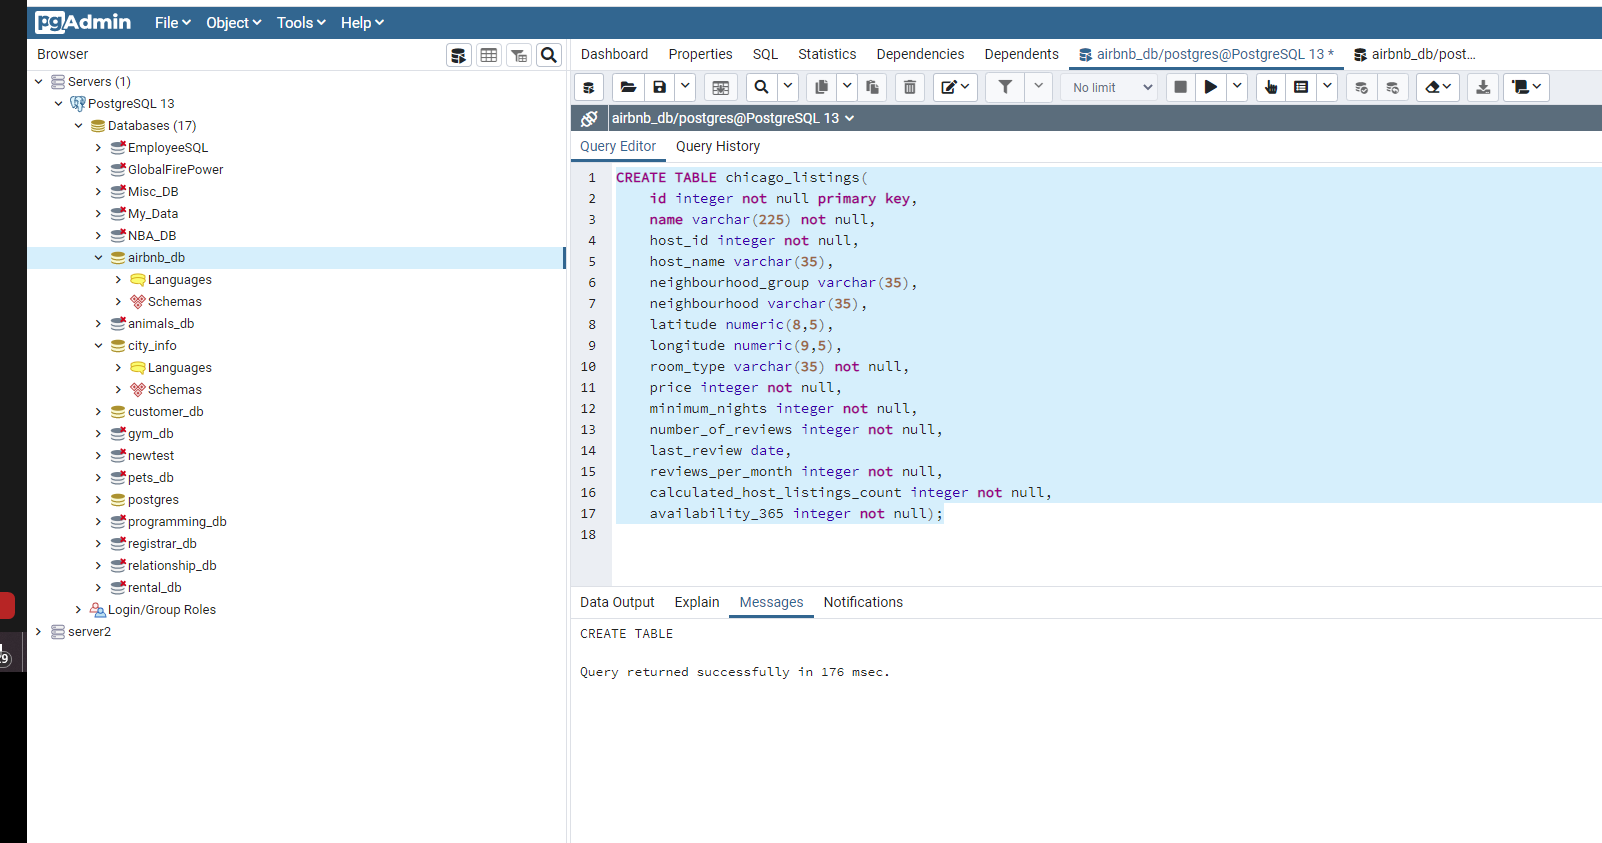 pgAdmin File Object Tools Help
Browser
Servers (1)
PostgreSQL 13
Databases (17)
EmployeeSQL
GlobalFirePower
Misc_DB
My_Data
NBA_DB
airbnb_db
Languages
Schemas
animals_db
city_info
Languages
Schemas
customer_db
gym_db
newtest
pets_db
postgres
programming_db
registrar_db
relationship_db
rental_db
Login/Group Roles
server2
Dashboard Properties SQL Statistics Dependencies Dependents airbnb_db/postgres@PostgreSQL 13 * airbnb_db/post...
No limit
airbnb_db/postgres@PostgreSQL 13
Query Editor Query History
1 CREATE TABLE chicago_listings(
2 id integer not null primary key,
3 name varchar(225) not null,
4 host_id integer not null,
5 host_name varchar(35),
6 neighbourhood_group varchar(35),
7 neighbourhood varchar(35),
8 latitude numeric(8,5),
9 longitude numeric(9,5),
10 room_type varchar(35) not null,
11 price integer not null,
12 minimum_nights integer not null,
13 number_of_reviews integer not null,
14 last_review date,
15 reviews_per_month integer not null,
16 calculated_host_listings_count integer not null,
17 availability_365 integer not null);
18
Data Output Explain Messages Notifications
CREATE TABLE
Query returned successfully in 176 msec.